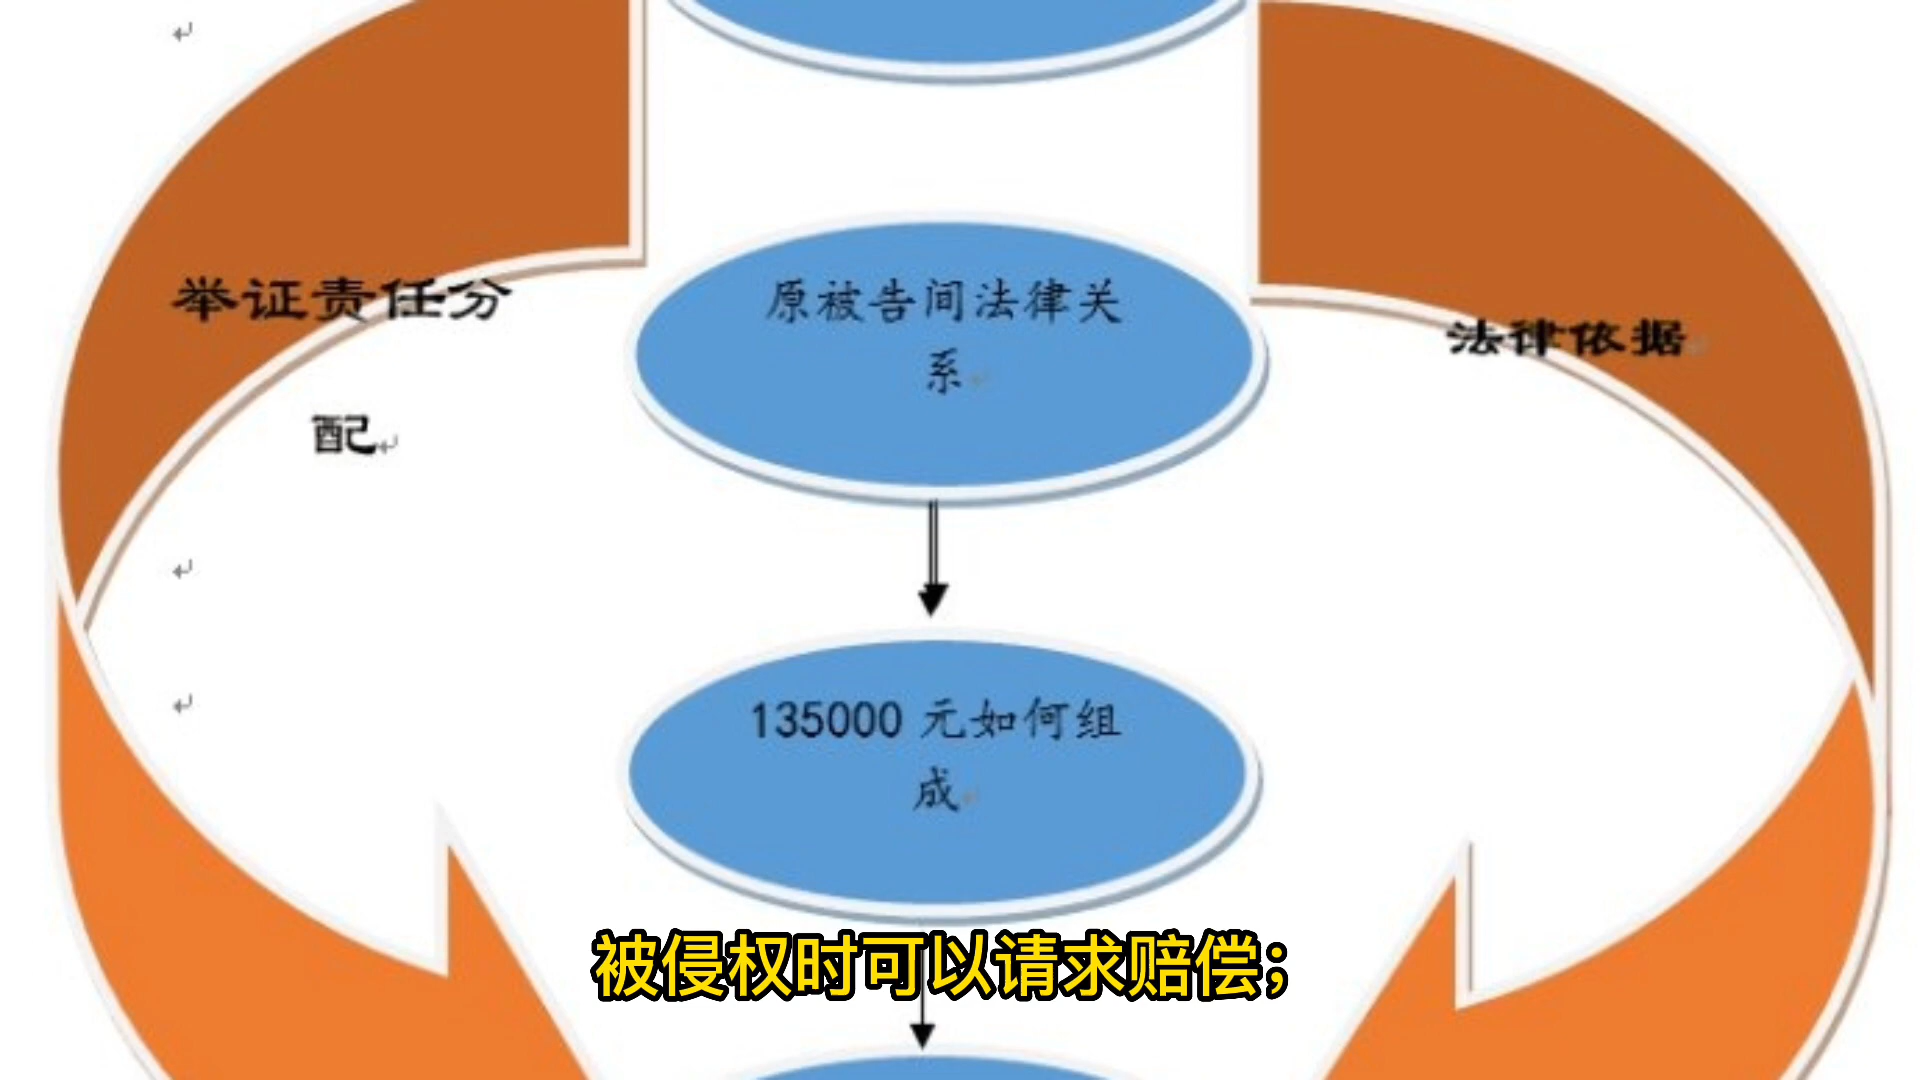 举证责任分
配
原被告间法律关
系
法律依据
135000 元如何组
成
被侵权时可以请求赔偿；